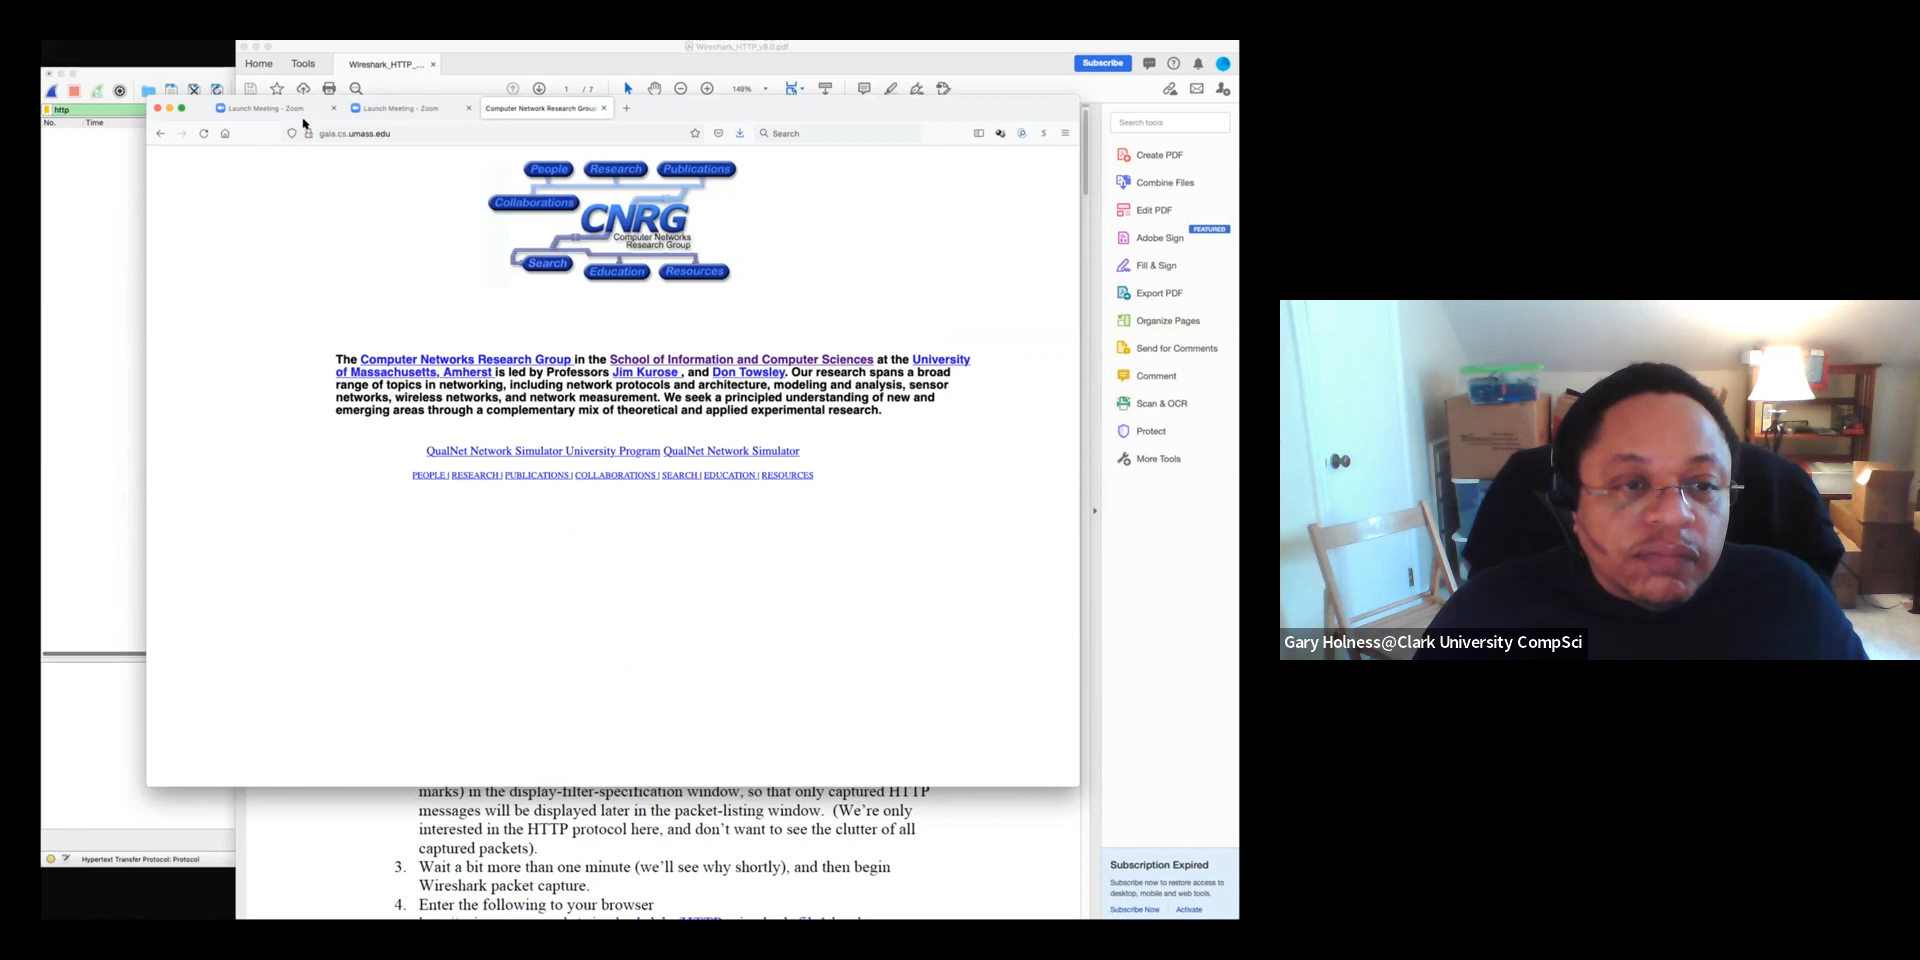 Wireshark_HTTP_v8.0.pdf
Home
Tools
Wireshark_HTTP_...
Subscribe
1 / 7
149%
http
No.
Time
Launch Meeting - Zoom
Launch Meeting - Zoom
Computer Network Research Group
gaia.cs.umass.edu
Search
People
Research
Publications
Collaborations
CNRG
Computer Networks
Research Group
Search
Education
Resources
The Computer Networks Research Group in the School of Information and Computer Sciences at the University
of Massachusetts, Amherst is led by Professors Jim Kurose , and Don Towsley. Our research spans a broad
range of topics in networking, including network protocols and architecture, modeling and analysis, sensor
networks, wireless networks, and network measurement. We seek a principled understanding of new and
emerging areas through a complementary mix of theoretical and applied experimental research.
QualNet Network Simulator University Program QualNet Network Simulator
PEOPLE | RESEARCH | PUBLICATIONS | COLLABORATIONS | SEARCH | EDUCATION | RESOURCES
marks) in the display-filter-specification window, so that only captured HTTP
messages will be displayed later in the packet-listing window. (We’re only
interested in the HTTP protocol here, and don’t want to see the clutter of all
captured packets).
3. Wait a bit more than one minute (we’ll see why shortly), and then begin
Wireshark packet capture.
4. Enter the following to your browser
Hypertext Transfer Protocol: Protocol
Search tools
Create PDF
Combine Files
Edit PDF
FEATURED
Adobe Sign
Fill & Sign
Export PDF
Organize Pages
Send for Comments
Comment
Scan & OCR
Protect
More Tools
Subscription Expired
Subscribe now to restore access to
desktop, mobile and web tools.
Subscribe Now
Activate
Gary Holness@Clark University CompSci